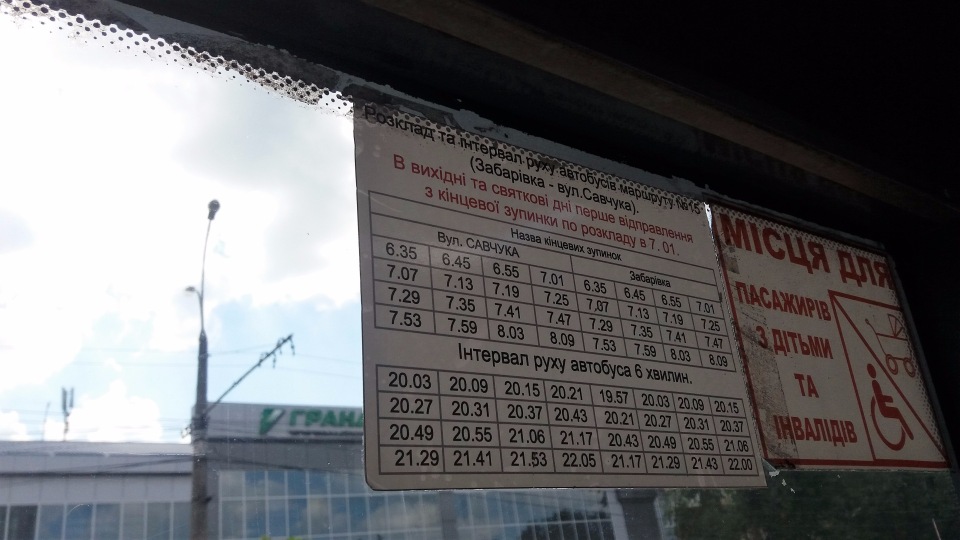 Розклад та інтервал руху автобусів маршруту №15
(Забарівка - вул.Савчука).
В вихідні та святкові дні перше відправлення
з кінцевої зупинки по розкладу в 7.01.
Назва кінцевих зупинок
Вул. САВЧУКА Забарівка
6.35 6.45 6.55 7.01 6.35 6.45 6.55 7.01
7.07 7.13 7.19 7.25 7.07 7.13 7.19 7.25
7.29 7.35 7.41 7.47 7.29 7.35 7.41 7.47
7.53 7.59 8.03 8.09 7.53 7.59 8.03 8.09
Інтервал руху автобуса 6 хвилин.
20.03 20.09 20.15 20.21 19.57 20.03 20.09 20.15
20.27 20.31 20.37 20.43 20.21 20.27 20.31 20.37
20.49 20.55 21.06 21.17 20.43 20.49 20.55 21.06
21.29 21.41 21.53 22.05 21.17 21.29 21.43 22.00
МІСЦЯ ДЛЯ
ПАСАЖИРІВ
З ДІТЬМИ
ТА
ІНВАЛІДІВ